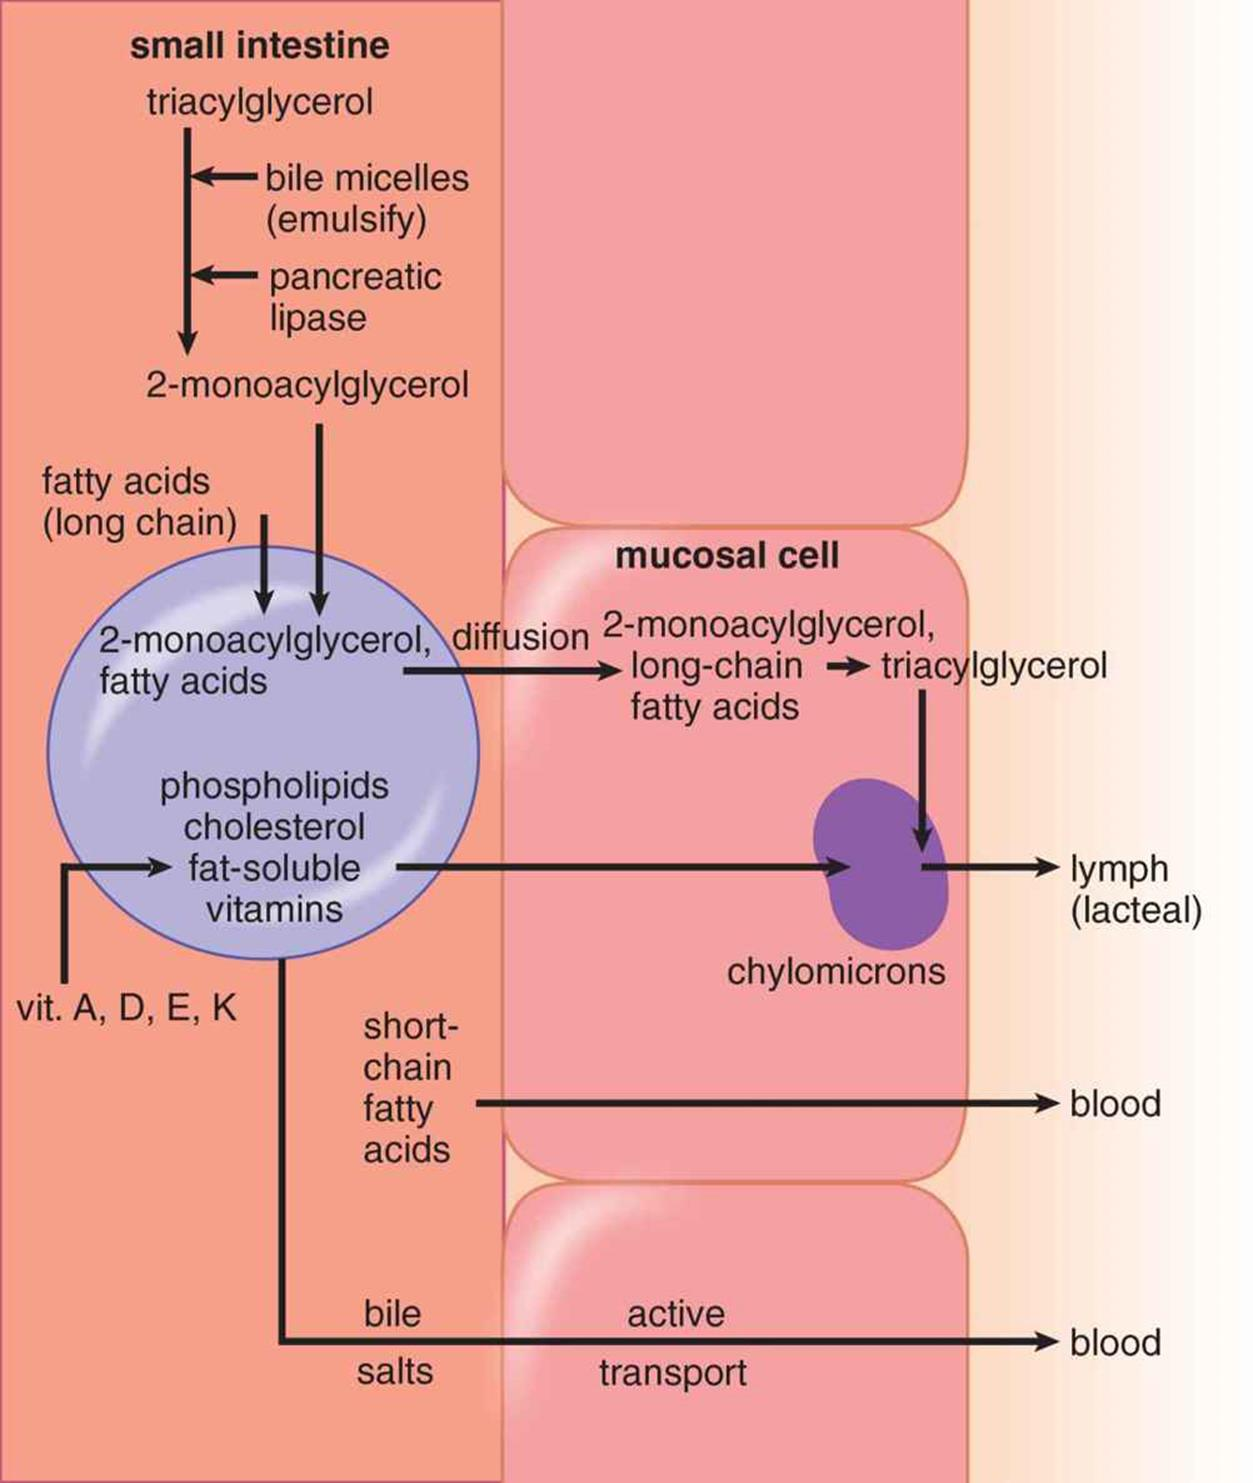 small intestine
triacylglycerol
bile micelles
(emulsify)
pancreatic
lipase
2-monoacylglycerol
fatty acids
(long chain)
2-monoacylglycerol,
fatty acids
diffusion
mucosal cell
2-monoacylglycerol,
long-chain
fatty acids
triacylglycerol
phospholipids
cholesterol
fat-soluble
vitamins
lymph
(lacteal)
chylomicrons
vit. A, D, E, K
short-
chain
fatty
acids
blood
bile
salts
active
transport
blood